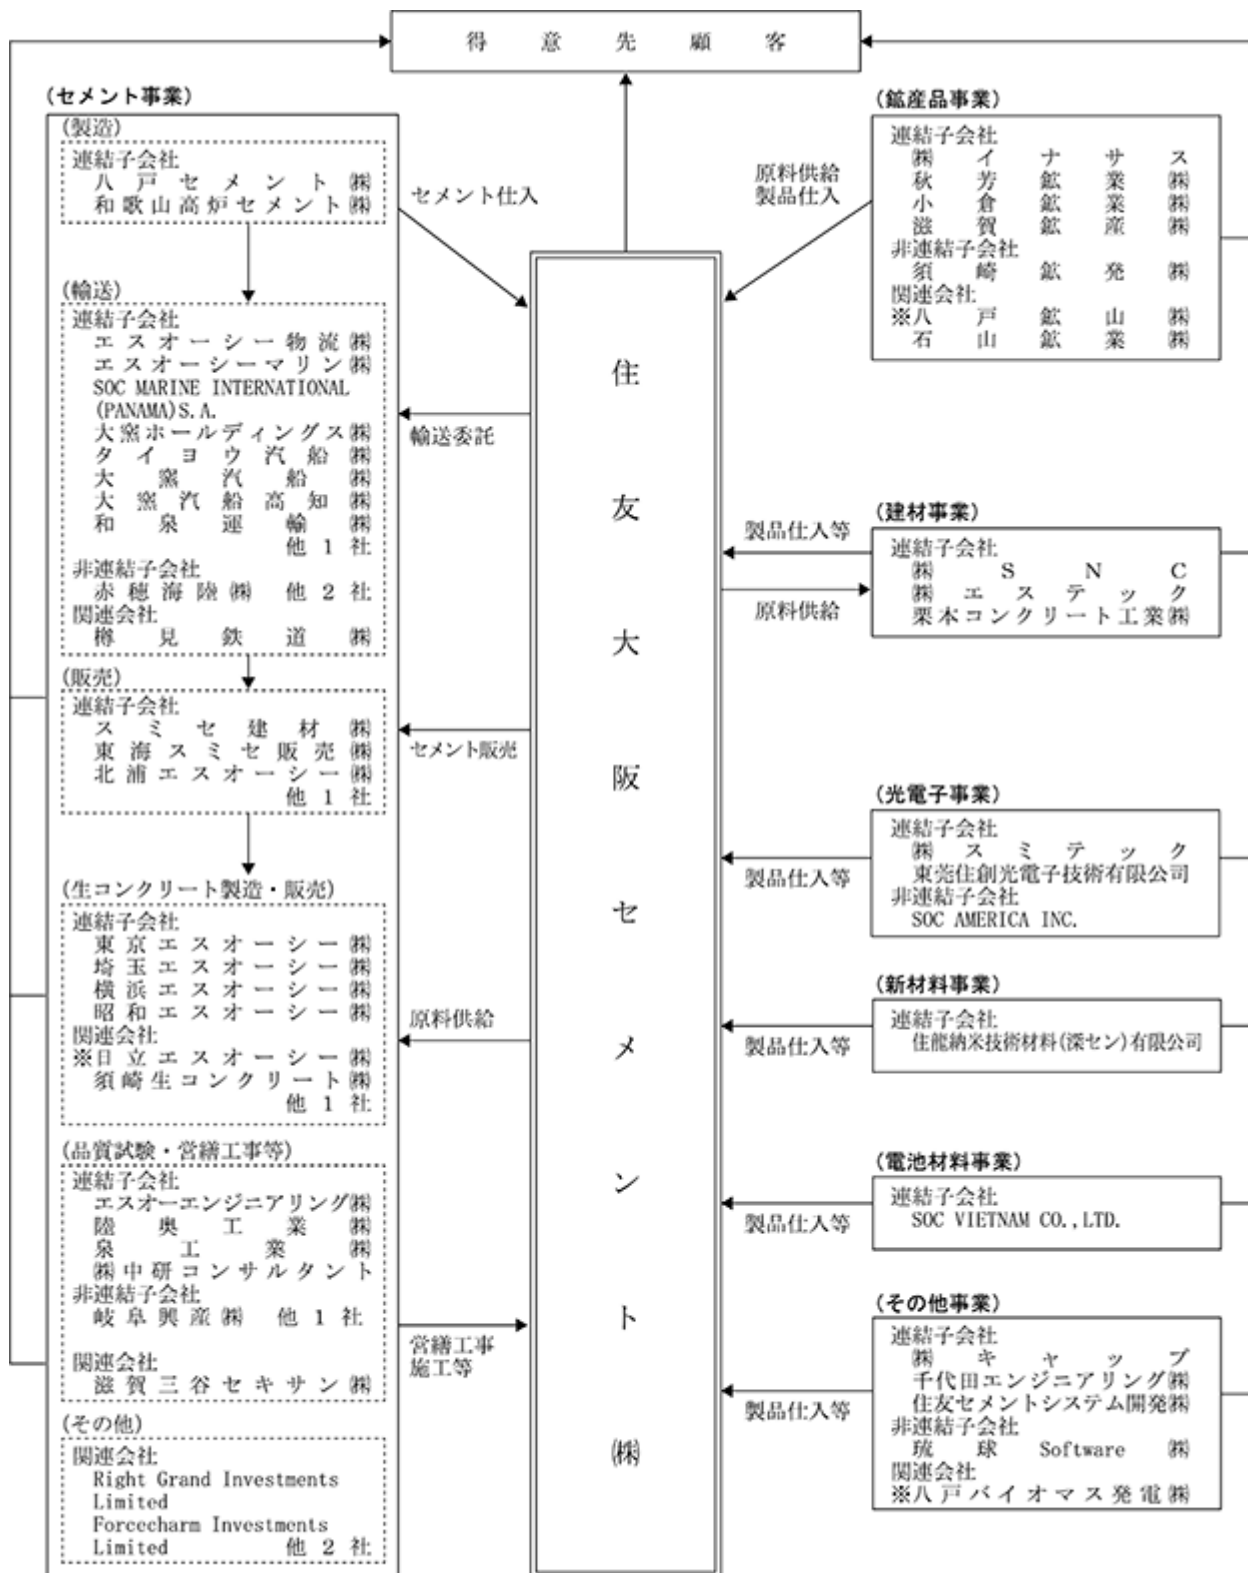 得意先顧客
(セメント事業)
(製造)
連結子会社
八戸セメント㈱
和歌山高炉セメント㈱
セメント仕入
(輸送)
連結子会社
エスオーシー物流㈱
エスオーシーマリン㈱
SOC MARINE INTERNATIONAL
(PANAMA)S.A.
大窯ホールディングス㈱
タイヨウ汽船㈱
大窯汽船㈱
大窯汽船高知㈱
和泉運輸㈱
他1社
非連結子会社
赤穂海陸㈱ 他2社
関連会社
樽見鉄道㈱
輸送委託
(販売)
連結子会社
スミセ建材㈱
東海スミセ販売㈱
北浦エスオーシー㈱
他1社
セメント販売
(生コンクリート製造・販売)
連結子会社
東京エスオーシー㈱
埼玉エスオーシー㈱
横浜エスオーシー㈱
昭和エスオーシー㈱
関連会社
※日立エスオーシー㈱
須崎生コンクリート㈱
他1社
原料供給
(品質試験・営繕工事等)
連結子会社
エスオーエンジニアリング㈱
陸奥工業㈱
泉工業㈱
㈱中研コンサルタント
非連結子会社
岐阜興産㈱ 他1社
関連会社
滋賀三谷セキサン㈱
営繕工事
施工等
(その他)
関連会社
Right Grand Investments
Limited
Forcecharm Investments
Limited 他2社
住友大阪セメント㈱
(鉱産品事業)
連結子会社
㈱イナサス
秋芳鉱業㈱
小倉鉱業㈱
滋賀鉱産㈱
非連結子会社
須崎鉱発㈱
関連会社
※八戸鉱山㈱
石山鉱業㈱
原料供給
製品仕入
(建材事業)
連結子会社
㈱SNC
㈱エステック
栗本コンクリート工業㈱
製品仕入等
原料供給
(光電子事業)
連結子会社
㈱スミテック
東莞住創光電子技術有限公司
非連結子会社
SOC AMERICA INC.
製品仕入等
(新材料事業)
連結子会社
住龍納米技術材料(深セン)有限公司
製品仕入等
(電池材料事業)
連結子会社
SOC VIETNAM CO.,LTD.
製品仕入等
(その他事業)
連結子会社
㈱キャップ
千代田エンジニアリング㈱
住友セメントシステム開発㈱
非連結子会社
琉球Software㈱
関連会社
※八戸バイオマス発電㈱
製品仕入等